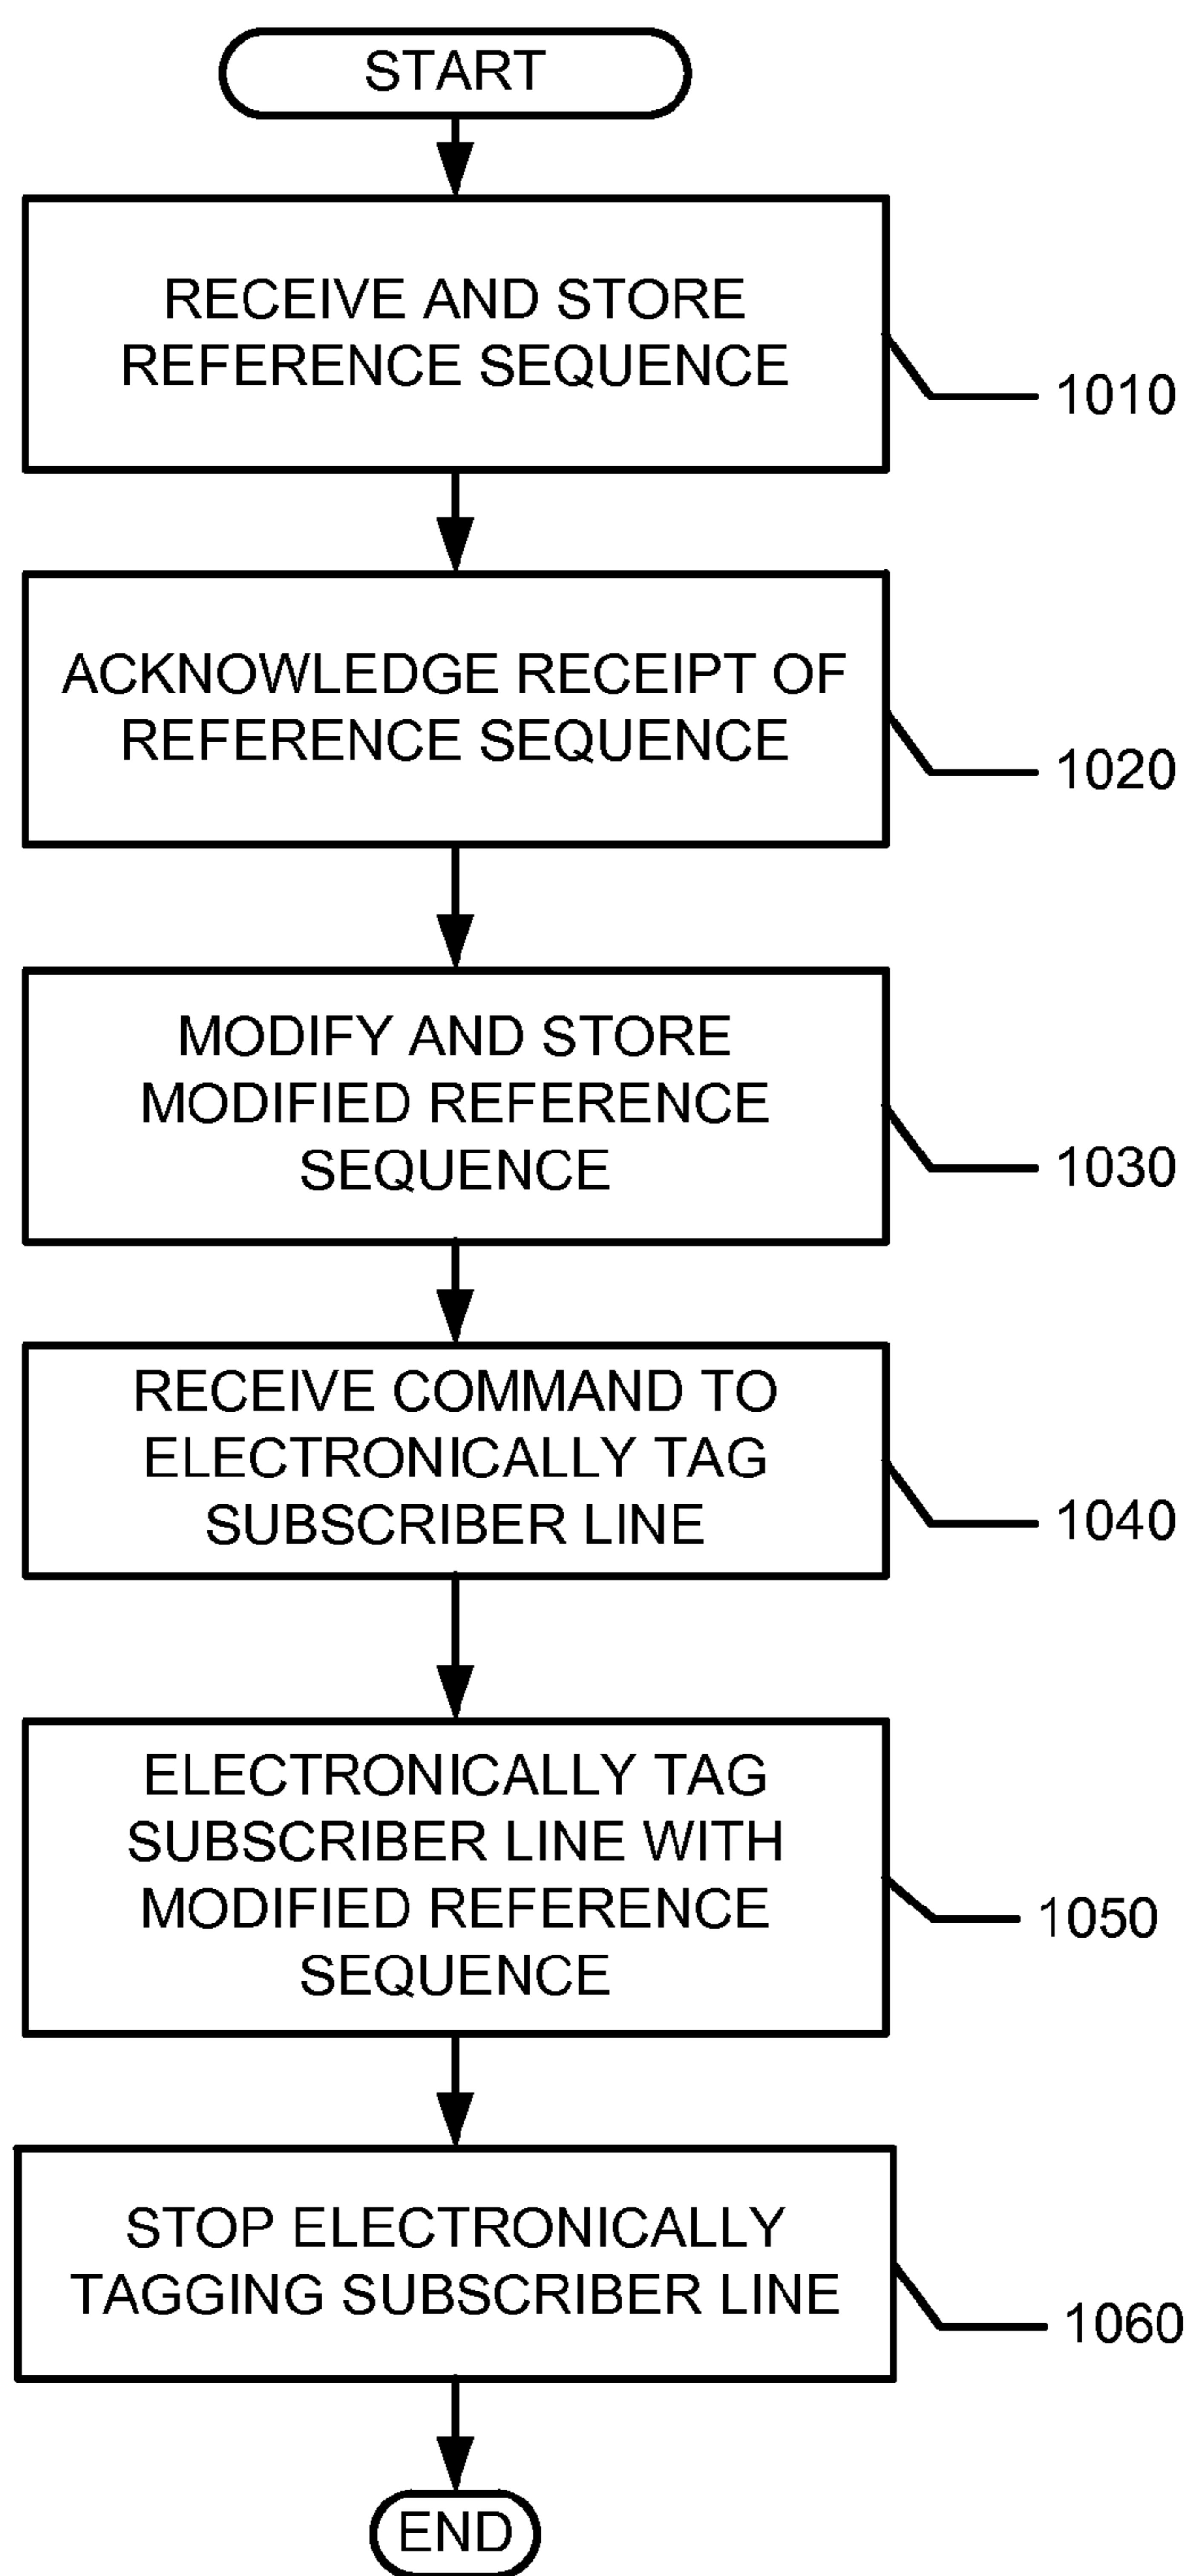 START
RECEIVE AND STORE
REFERENCE SEQUENCE
1010
ACKNOWLEDGE RECEIPT OF
REFERENCE SEQUENCE
1020
MODIFY AND STORE
MODIFIED REFERENCE
SEQUENCE
1030
RECEIVE COMMAND TO
ELECTRONICALLY TAG
SUBSCRIBER LINE
1040
ELECTRONICALLY TAG
SUBSCRIBER LINE WITH
MODIFIED REFERENCE
SEQUENCE
1050
STOP ELECTRONICALLY
TAGGING SUBSCRIBER LINE
1060
END